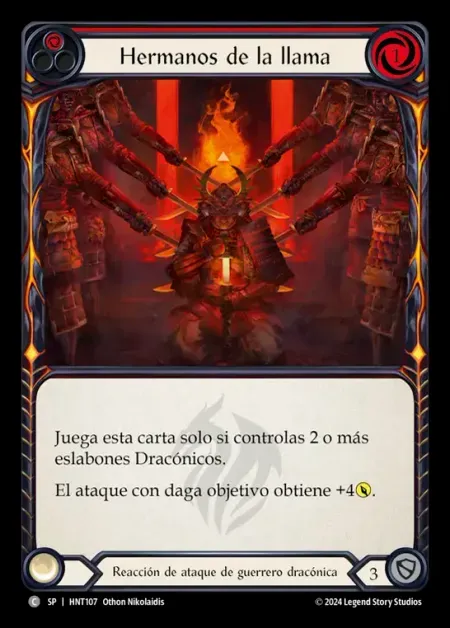 Hermanos de la llama
1
Juega esta carta solo si controlas 2 o más
eslabones Dracónicos.
El ataque con daga objetivo obtiene +4.
Reacción de ataque de guerrero dracónica
3
C SP | HNT107 Othon Nikolaidis
© 2024 Legend Story Studios